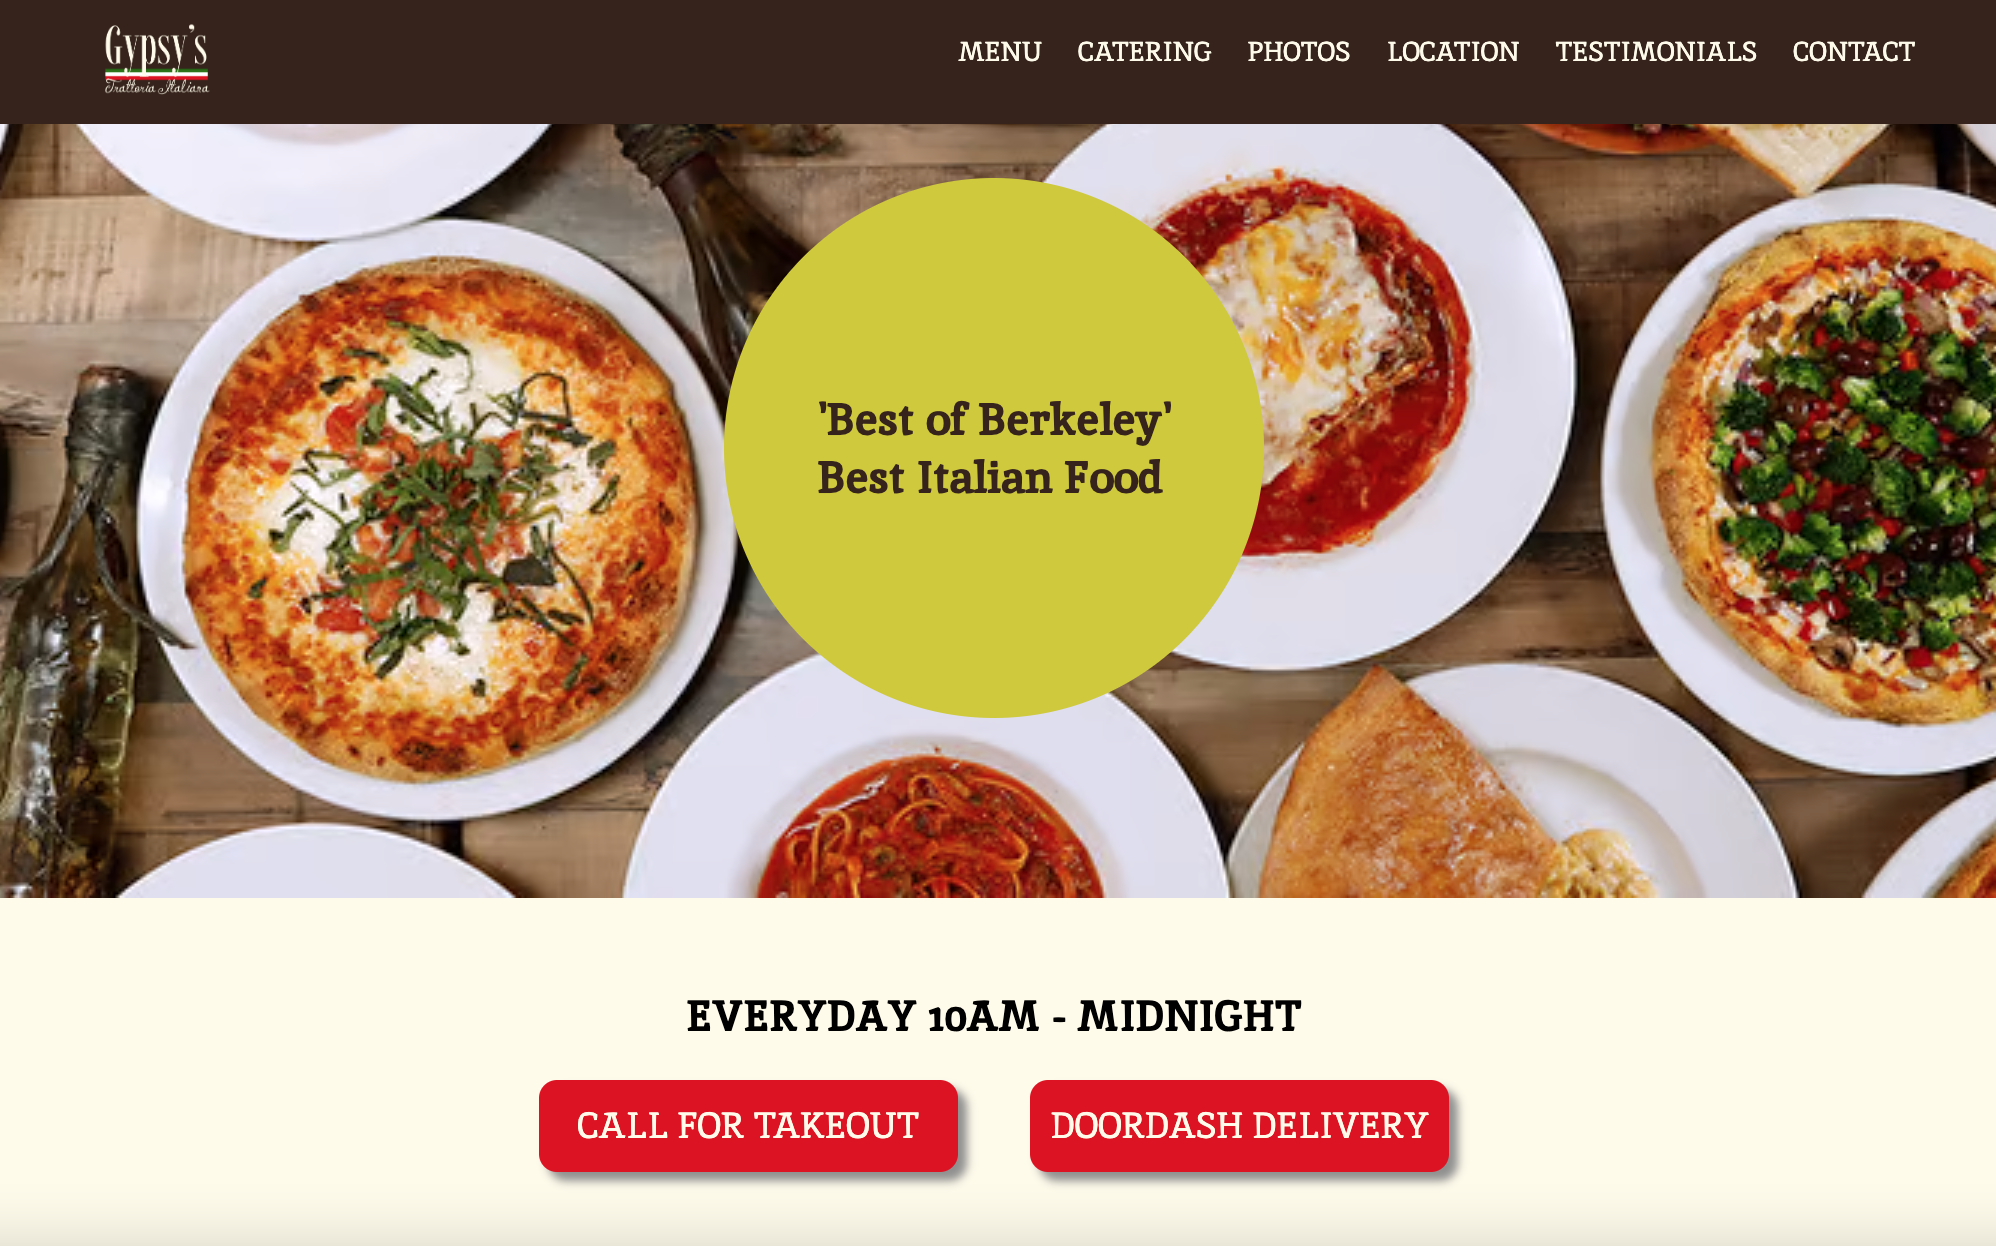 Gypsy's
Trattoria Italiana
MENU CATERING PHOTOS LOCATION TESTIMONIALS CONTACT
'Best of Berkeley'
Best Italian Food
EVERYDAY 10AM - MIDNIGHT
CALL FOR TAKEOUT DOORDASH DELIVERY